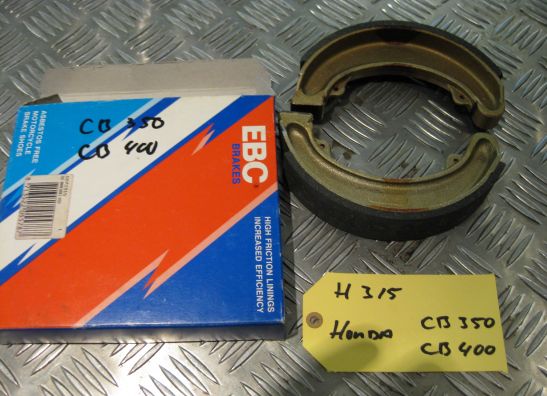 CB 350
CB 400
EBC®
BRAKES
ASBESTOS FREE
MOTORCYCLE
BRAKE SHOES
HIGH FRICTION LININGS
INCREASED EFFICIENCY
H 315
HONDA CB 350
CB 400